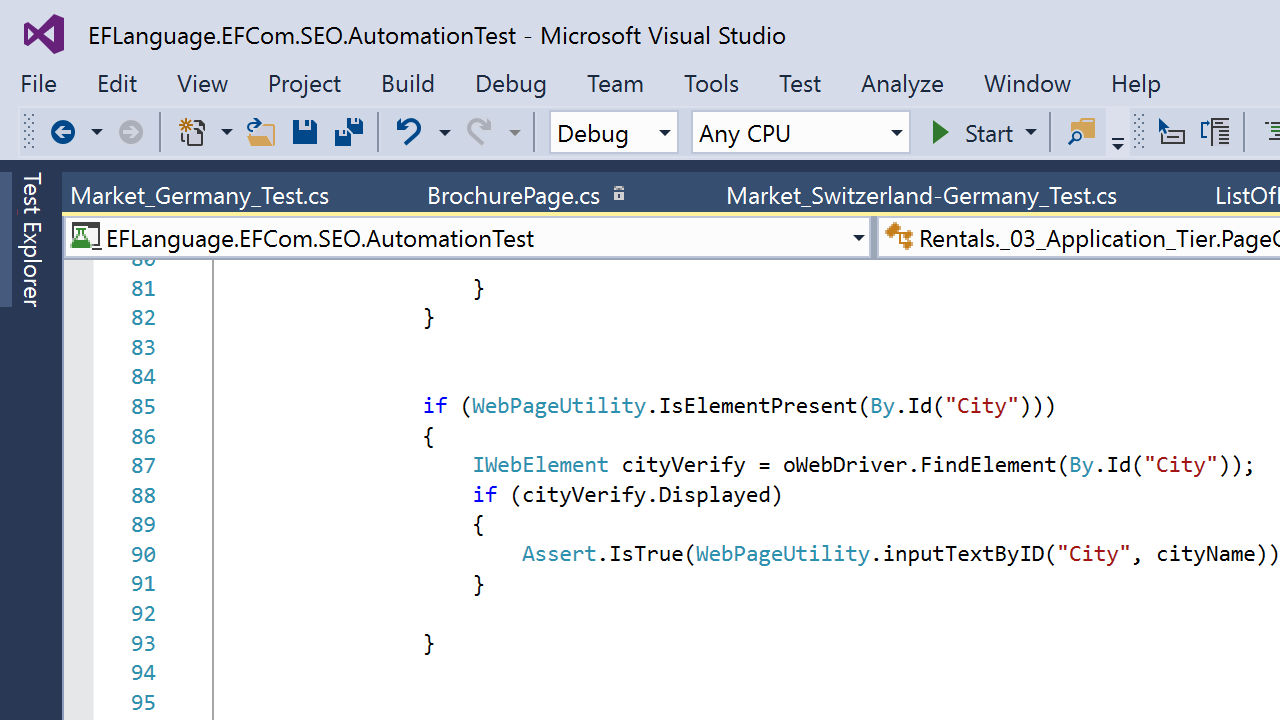 EFLanguage.EFCom.SEO.AutomationTest - Microsoft Visual Studio
File Edit View Project Build Debug Team Tools Test Analyze Window Help
Debug Any CPU Start
Test Explorer
Market_Germany_Test.cs BrochurePage.cs Market_Switzerland-Germany_Test.cs ListOf
EFLanguage.EFCom.SEO.AutomationTest Rentals._03_Application_Tier.Page
80
81 }
82 }
83
84
85 if (WebPageUtility.IsElementPresent(By.Id("City")))
86 {
87 IWebElement cityVerify = oWebDriver.FindElement(By.Id("City"));
88 if (cityVerify.Displayed)
89 {
90 Assert.IsTrue(WebPageUtility.inputTextByID("City", cityName))
91 }
92
93 }
94
95